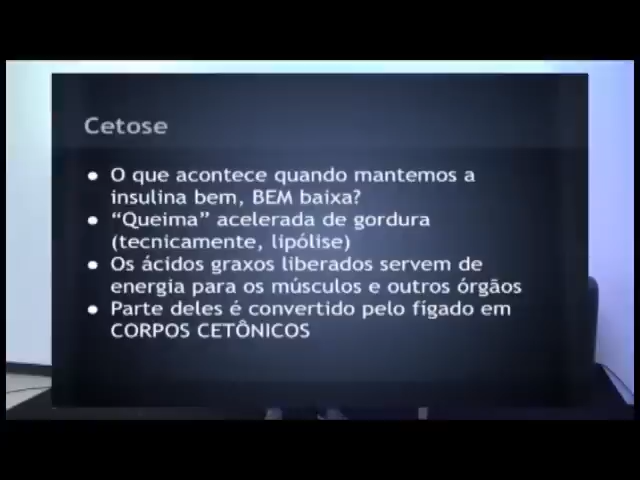 Cetose
● O que acontece quando mantemos a
insulina bem, BEM baixa?
● “Queima” acelerada de gordura
(tecnicamente, lipólise)
● Os ácidos graxos liberados servem de
energia para os músculos e outros órgãos
● Parte deles é convertido pelo fígado em
CORPOS CETÔNICOS